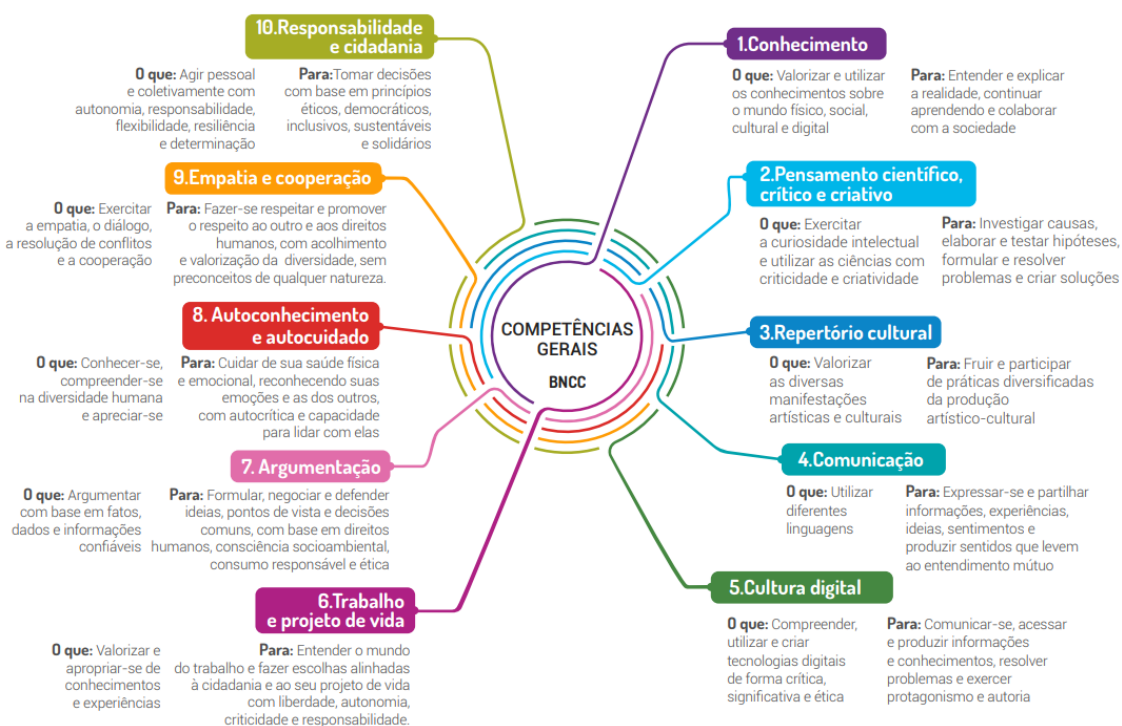 COMPETÊNCIAS
GERAIS
BNCC
1.Conhecimento
O que: Valorizar e utilizar
os conhecimentos sobre
o mundo físico, social,
cultural e digital
Para: Entender e explicar
a realidade, continuar
aprendendo e colaborar
com a sociedade
2.Pensamento científico,
crítico e criativo
O que: Exercitar
a curiosidade intelectual
e utilizar as ciências com
criticidade e criatividade
Para: Investigar causas,
elaborar e testar hipóteses,
formular e resolver
problemas e criar soluções
3.Repertório cultural
O que: Valorizar
as diversas
manifestações
artísticas e culturais
Para: Fruir e participar
de práticas diversificadas
da produção
artístico-cultural
4.Comunicação
O que: Utilizar
diferentes
linguagens
Para: Expressar-se e partilhar
informações, experiências,
ideias, sentimentos e
produzir sentidos que levem
ao entendimento mútuo
5.Cultura digital
O que: Compreender,
utilizar e criar
tecnologias digitais
de forma crítica,
significativa e ética
Para: Comunicar-se, acessar
e produzir informações
e conhecimentos, resolver
problemas e exercer
protagonismo e autoria
6.Trabalho
e projeto de vida
O que: Valorizar e
apropriar-se de
conhecimentos
e experiências
Para: Entender o mundo
do trabalho e fazer escolhas alinhadas
à cidadania e ao seu projeto de vida
com liberdade, autonomia,
criticidade e responsabilidade.
7. Argumentação
O que: Argumentar
com base em fatos,
dados e informações
confiáveis
Para: Formular, negociar e defender
ideias, pontos de vista e decisões
comuns, com base em direitos
humanos, consciência socioambiental,
consumo responsável e ética
8. Autoconhecimento
e autocuidado
O que: Conhecer-se,
compreender-se
na diversidade humana
e apreciar-se
Para: Cuidar de sua saúde física
e emocional, reconhecendo suas
emoções e as dos outros,
com autocrítica e capacidade
para lidar com elas
9.Empatia e cooperação
O que: Exercitar
a empatia, o diálogo,
a resolução de conflitos
e a cooperação
Para: Fazer-se respeitar e promover
o respeito ao outro e aos direitos
humanos, com acolhimento
e valorização da diversidade, sem
preconceitos de qualquer natureza.
10.Responsabilidade
e cidadania
O que: Agir pessoal
e coletivamente com
autonomia, responsabilidade,
flexibilidade, resiliência
e determinação
Para:Tomar decisões
com base em princípios
éticos, democráticos,
inclusivos, sustentáveis
e solidários